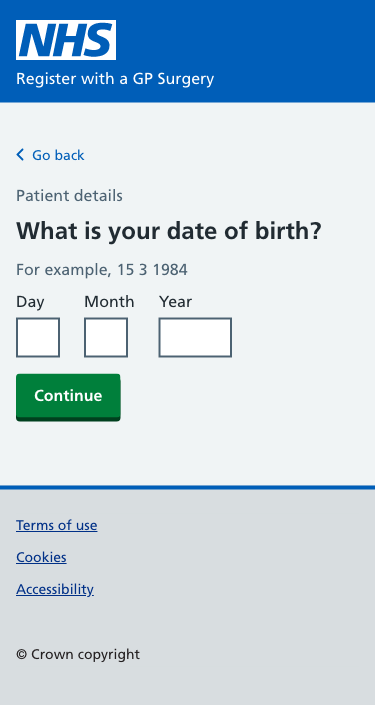 NHS
Register with a GP Surgery
Go back
Patient details
What is your date of birth?
For example, 15 3 1984
Day Month Year
Continue
Terms of use
Cookies
Accessibility
© Crown copyright